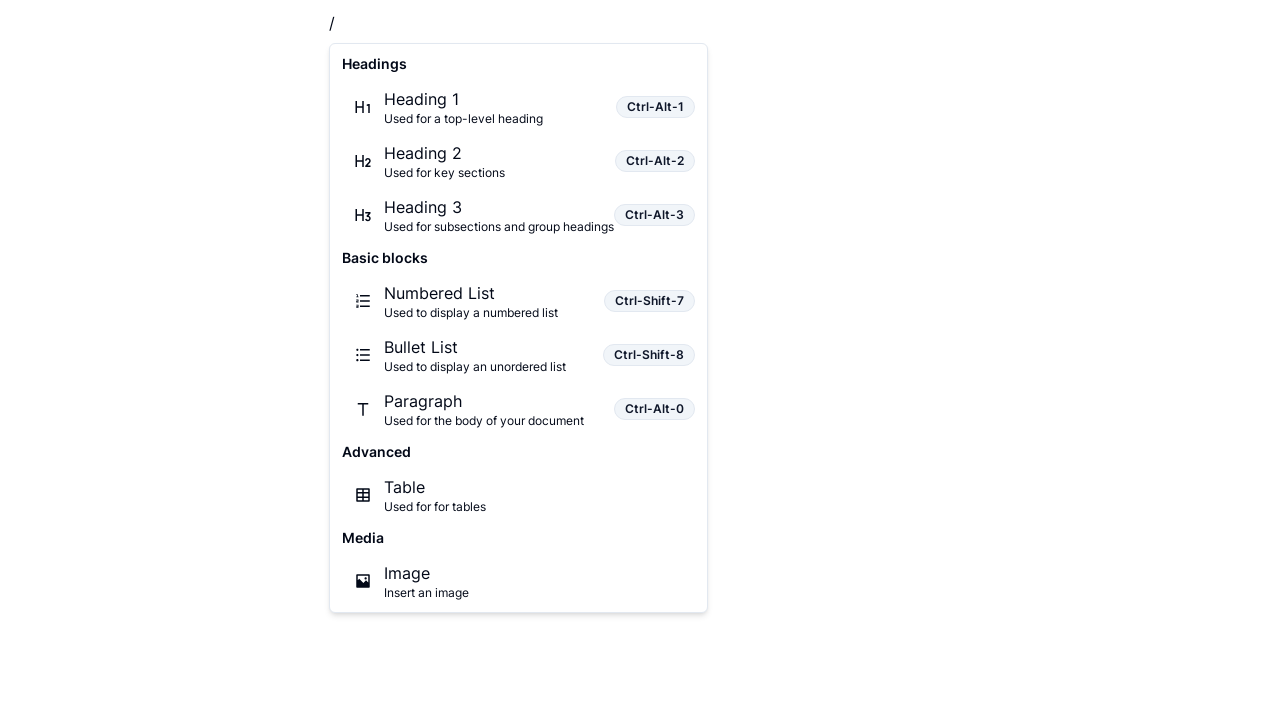 /
Headings
H1 Heading 1 Ctrl-Alt-1
Used for a top-level heading
H2 Heading 2 Ctrl-Alt-2
Used for key sections
H3 Heading 3 Ctrl-Alt-3
Used for subsections and group headings
Basic blocks
Numbered List Ctrl-Shift-7
Used to display a numbered list
Bullet List Ctrl-Shift-8
Used to display an unordered list
T Paragraph Ctrl-Alt-0
Used for the body of your document
Advanced
Table
Used for for tables
Media
Image
Insert an image